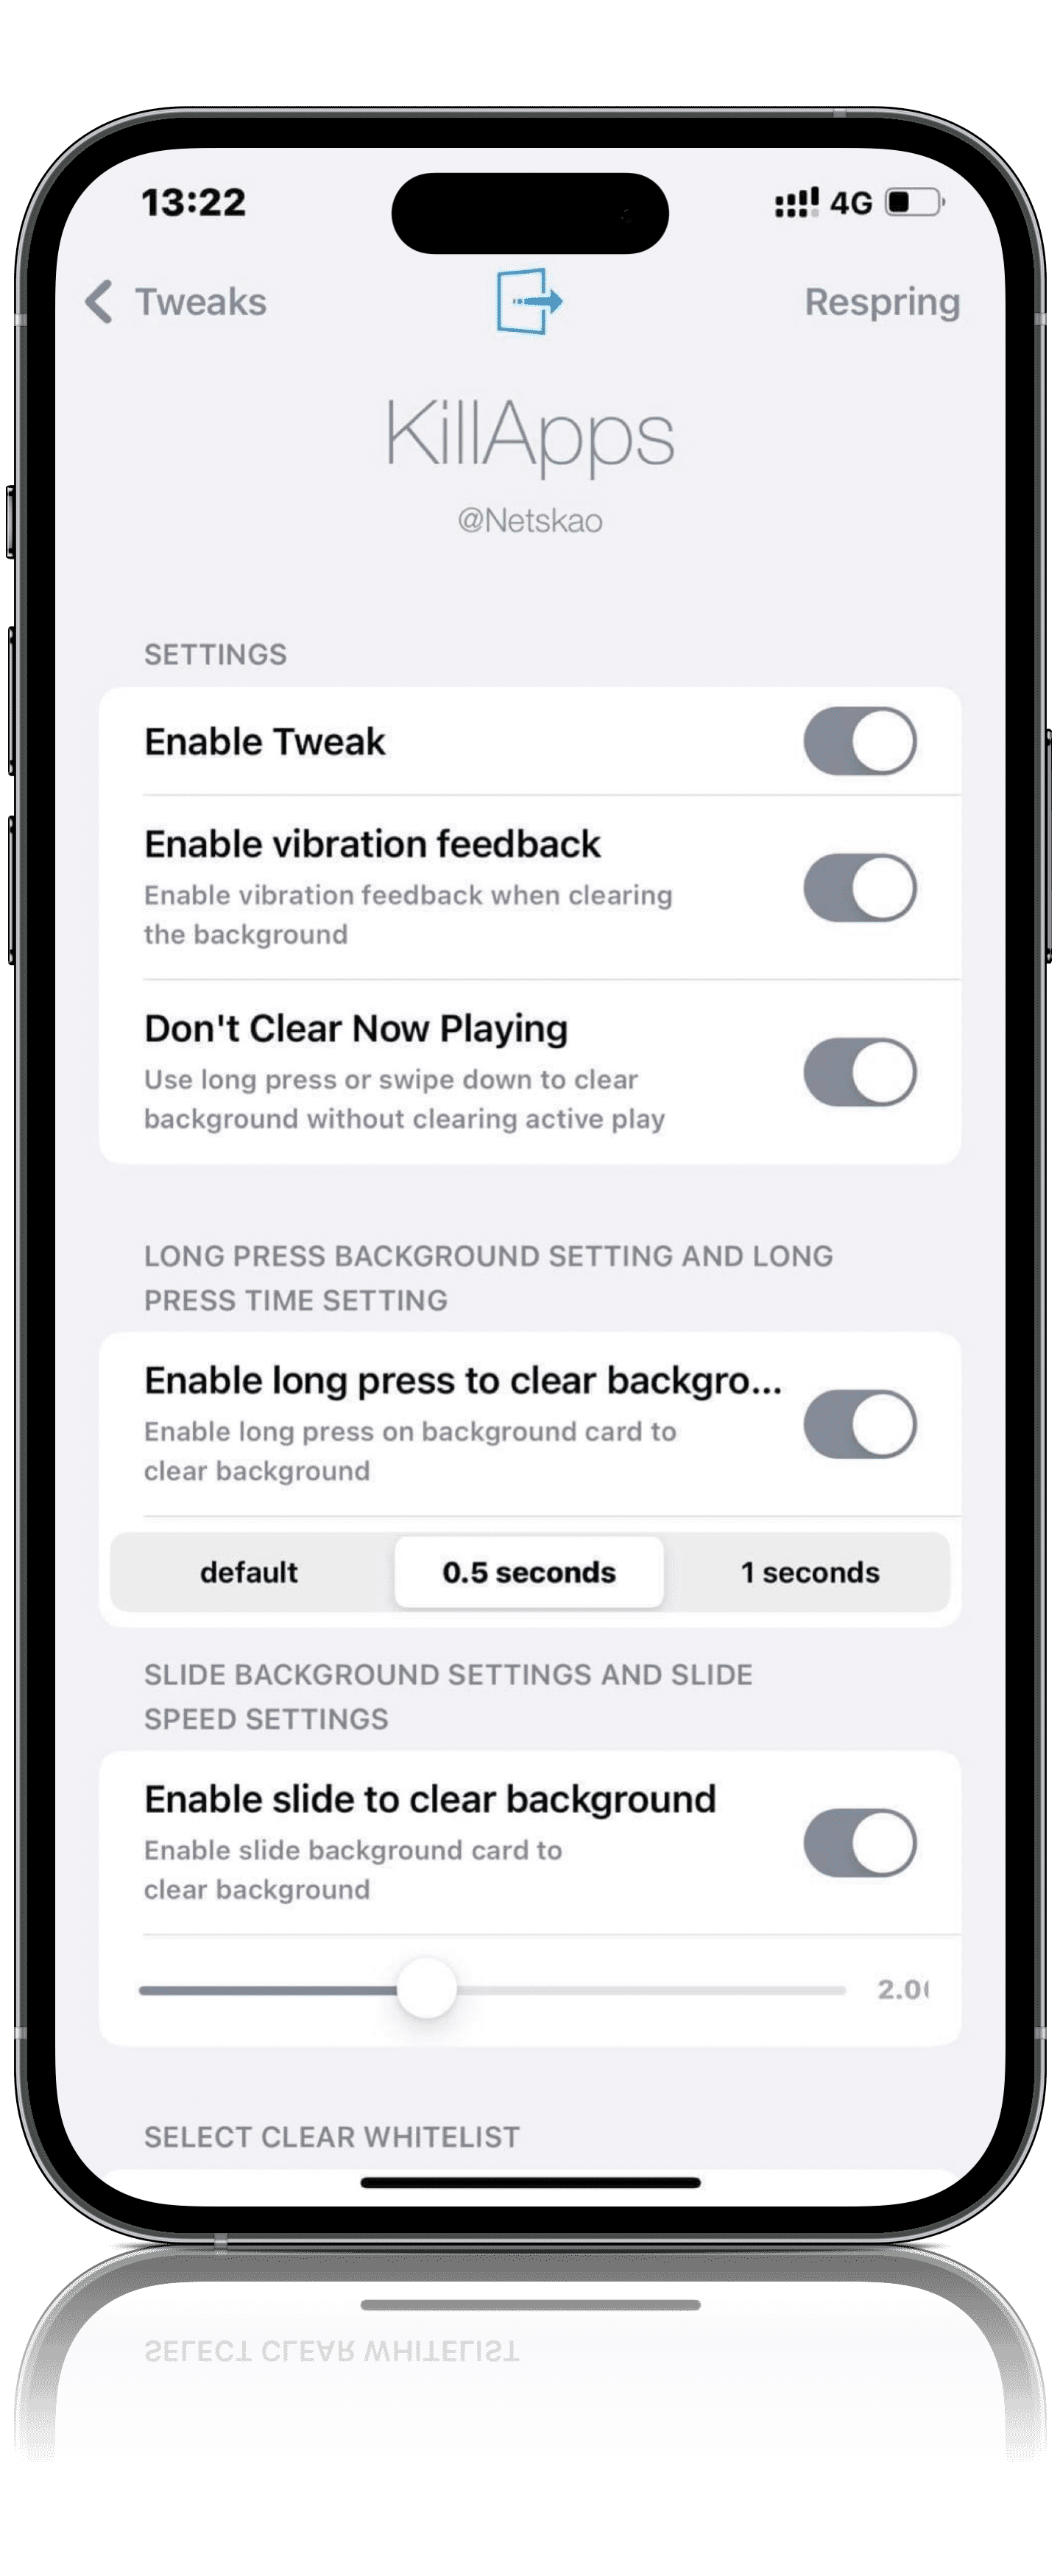 13:22
4G
Tweaks
Respring
KillApps
@Netskao
SETTINGS
Enable Tweak
Enable vibration feedback
Enable vibration feedback when clearing
the background
Don't Clear Now Playing
Use long press or swipe down to clear
background without clearing active play
LONG PRESS BACKGROUND SETTING AND LONG
PRESS TIME SETTING
Enable long press to clear backgro...
Enable long press on background card to
clear background
default
0.5 seconds
1 seconds
SLIDE BACKGROUND SETTINGS AND SLIDE
SPEED SETTINGS
Enable slide to clear background
Enable slide background card to
clear background
2.0
SELECT CLEAR WHITELIST
SELECT CLEAR WHITELIST